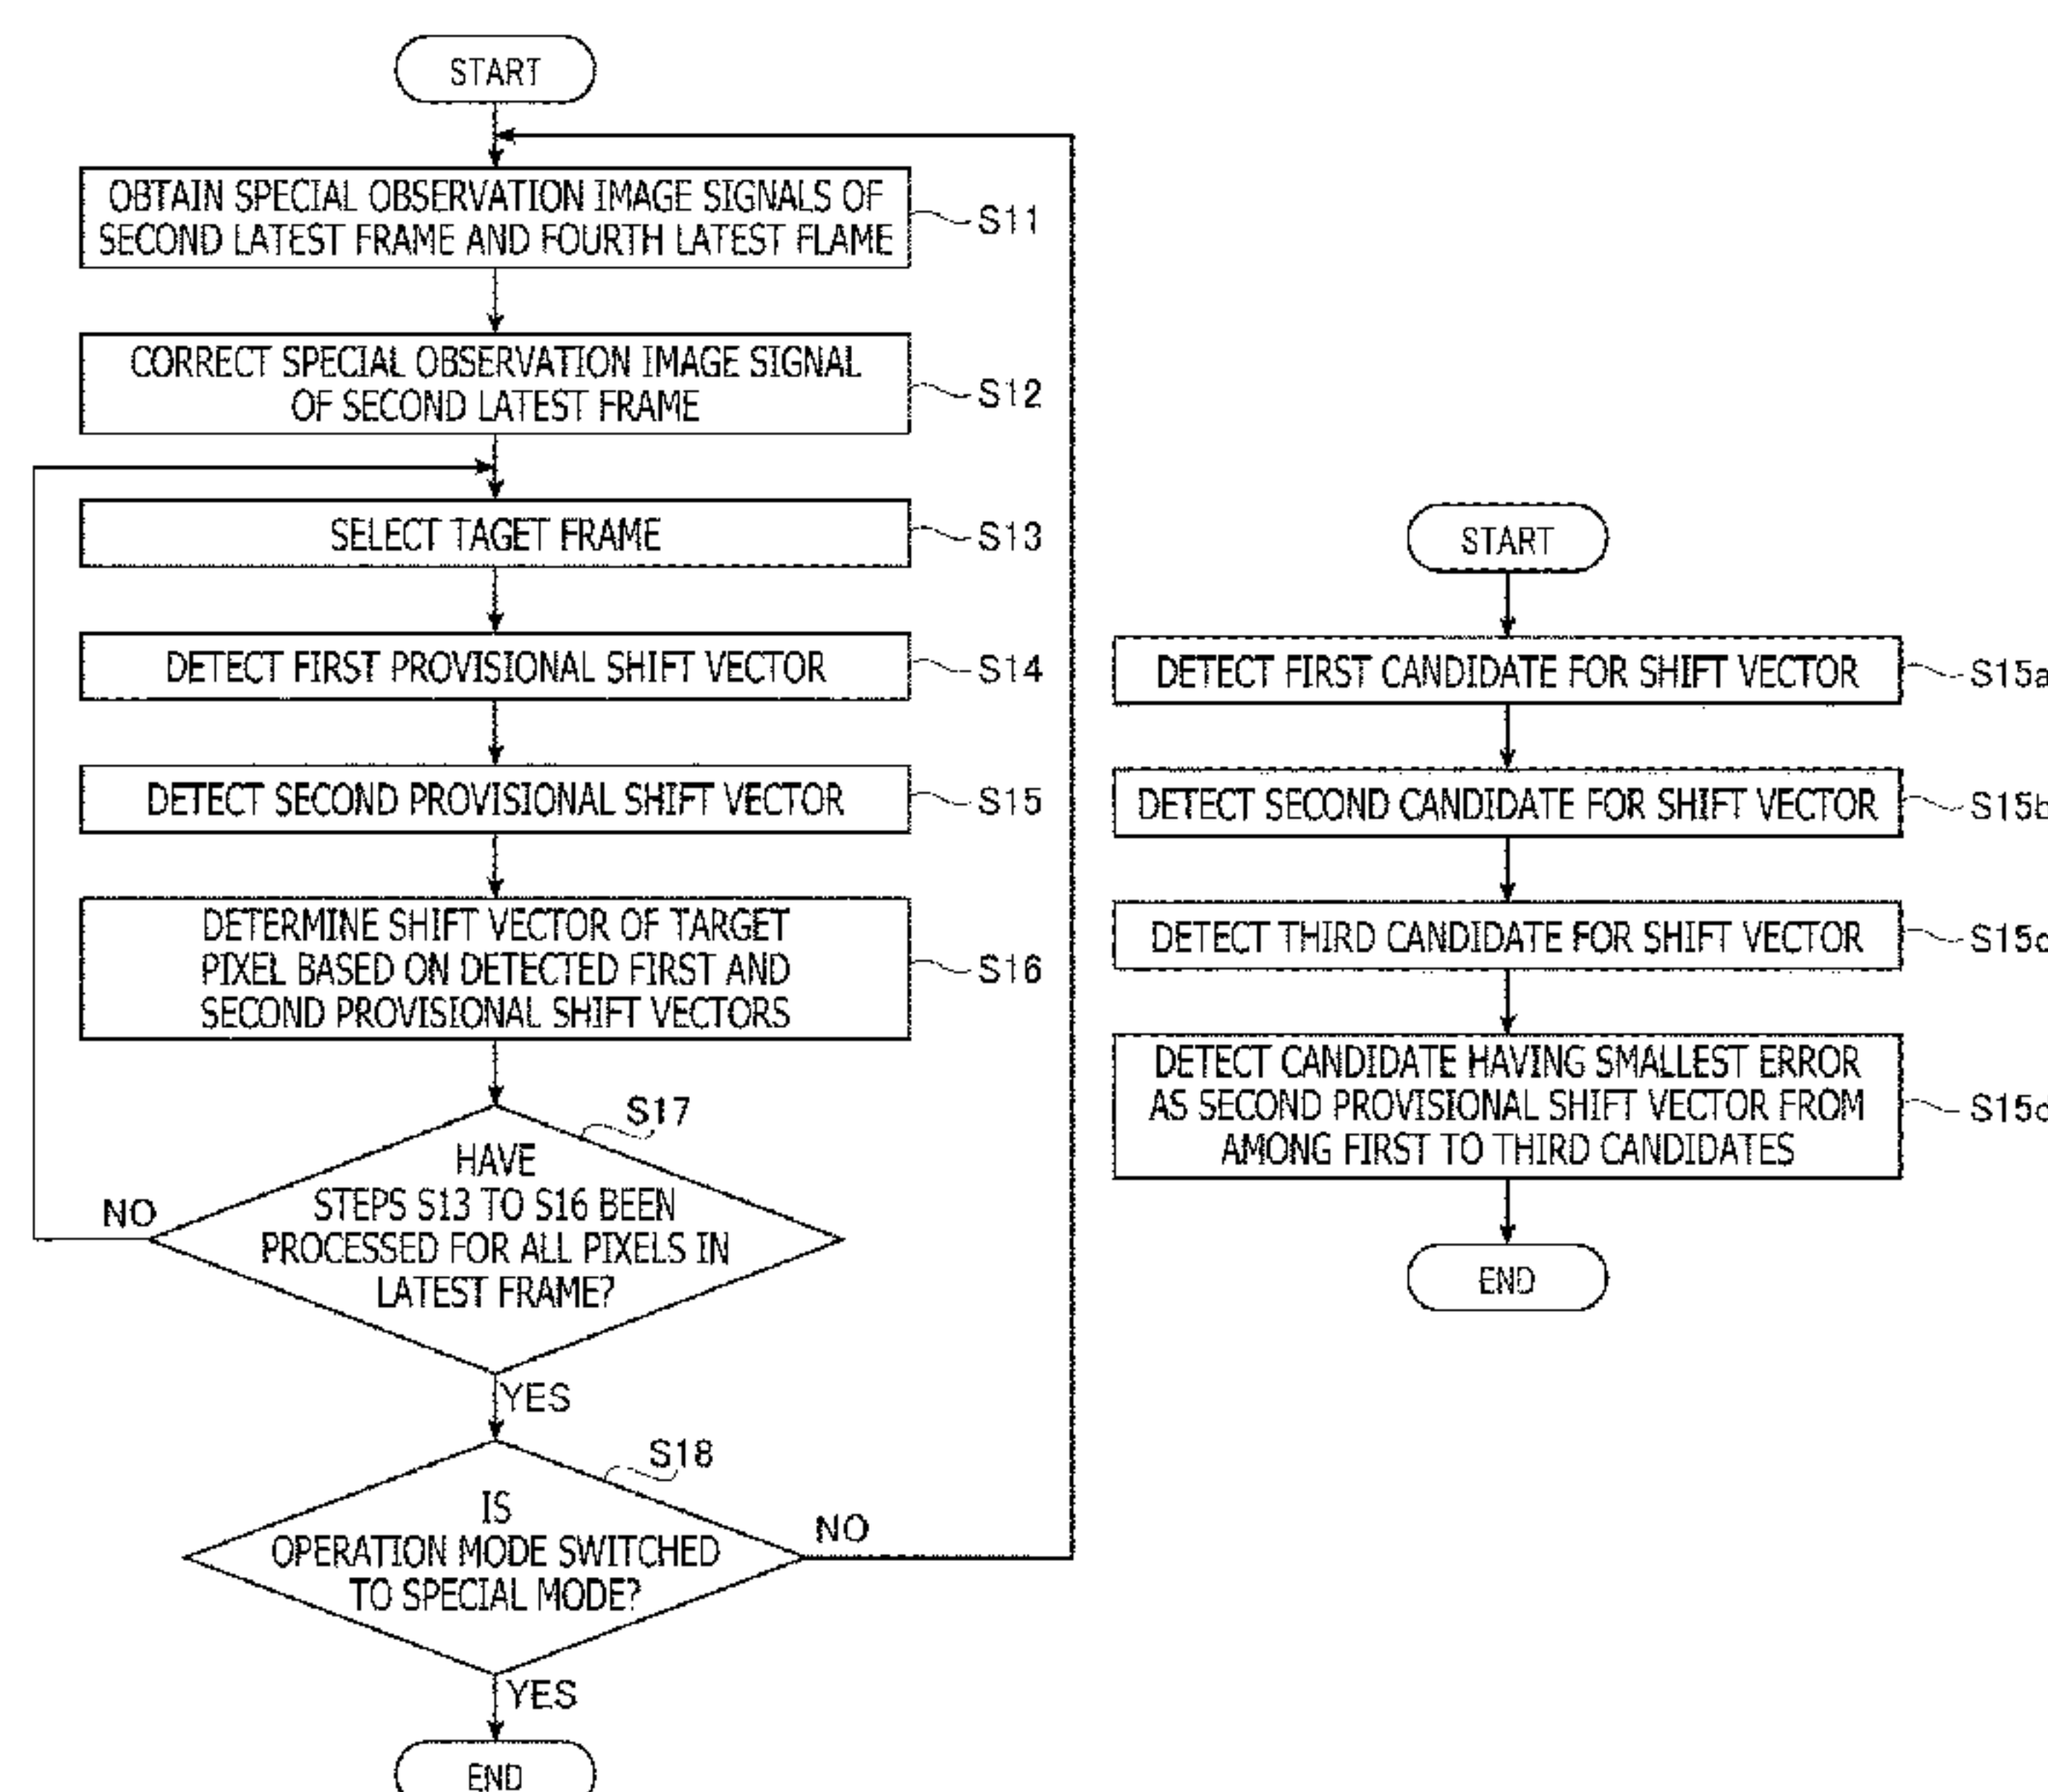 START
OBTAIN SPECIAL OBSERVATION IMAGE SIGNALS OF
SECOND LATEST FRAME AND FOURTH LATEST FLAME
S11
CORRECT SPECIAL OBSERVATION IMAGE SIGNAL
OF SECOND LATEST FRAME
S12
SELECT TAGET FRAME
S13
DETECT FIRST PROVISIONAL SHIFT VECTOR
S14
DETECT SECOND PROVISIONAL SHIFT VECTOR
S15
DETERMINE SHIFT VECTOR OF TARGET
PIXEL BASED ON DETECTED FIRST AND
SECOND PROVISIONAL SHIFT VECTORS
S16
S17
HAVE
STEPS S13 TO S16 BEEN
PROCESSED FOR ALL PIXELS IN
LATEST FRAME?
NO
YES
S18
IS
OPERATION MODE SWITCHED
TO SPECIAL MODE?
NO
YES
END
START
DETECT FIRST CANDIDATE FOR SHIFT VECTOR
S15a
DETECT SECOND CANDIDATE FOR SHIFT VECTOR
S15b
DETECT THIRD CANDIDATE FOR SHIFT VECTOR
S15c
DETECT CANDIDATE HAVING SMALLEST ERROR
AS SECOND PROVISIONAL SHIFT VECTOR FROM
AMONG FIRST TO THIRD CANDIDATES
END